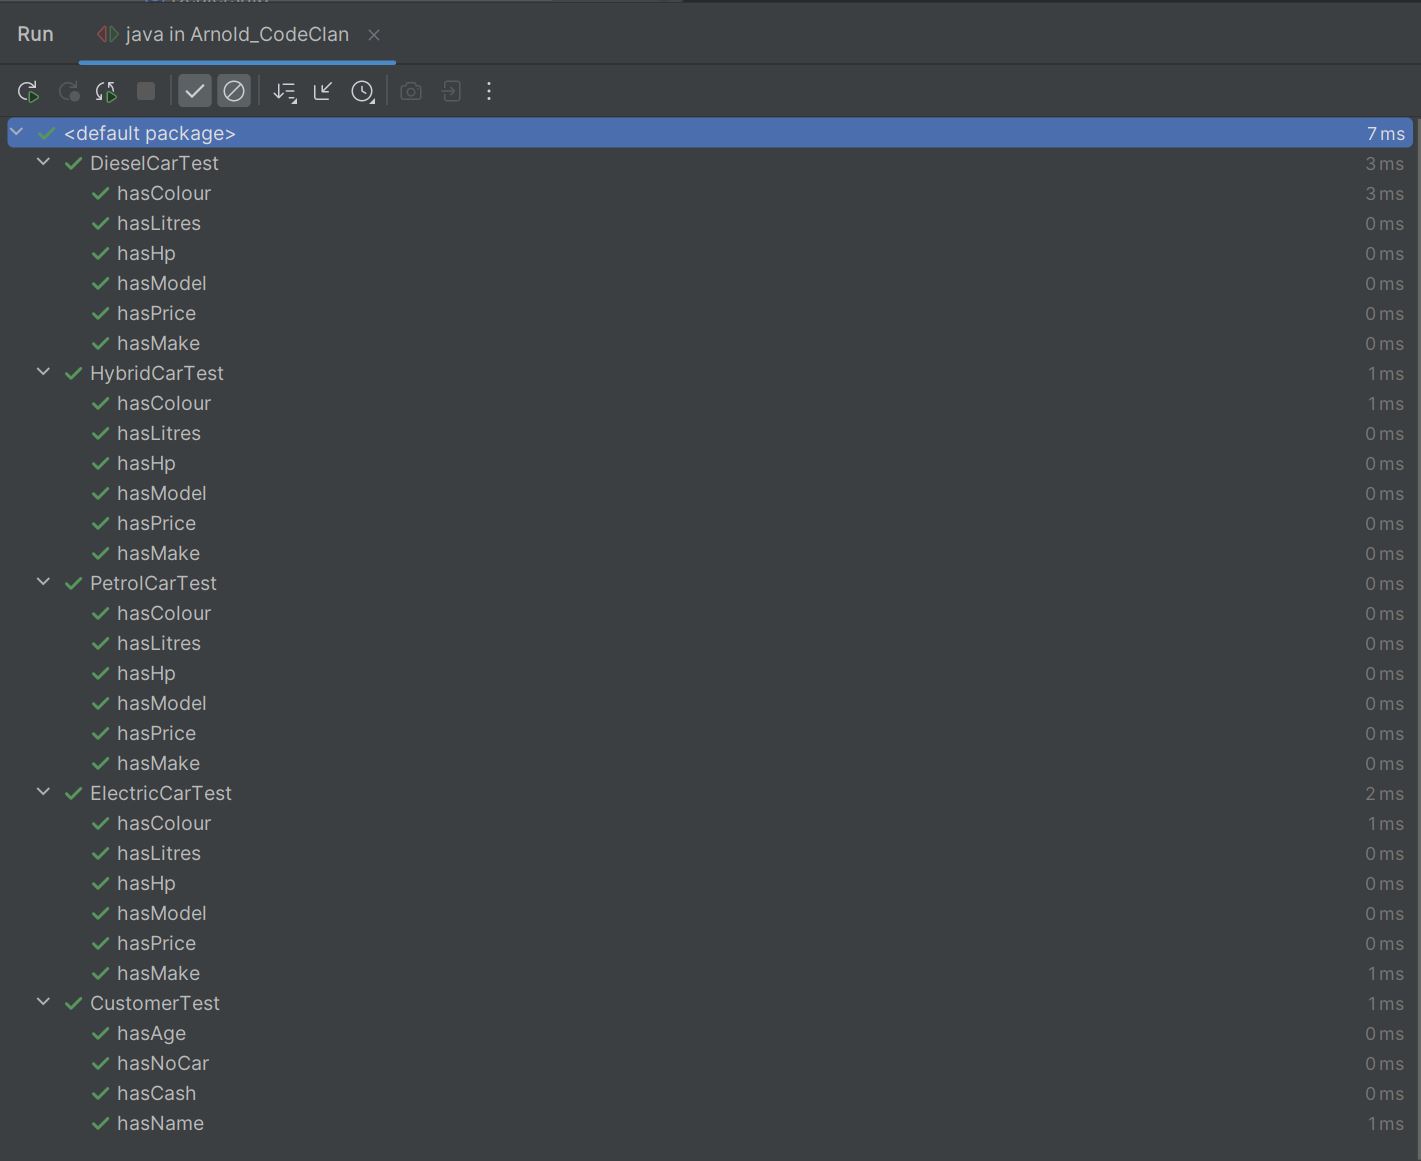 Run java in Arnold_CodeClan
<default package> 7 ms
DieselCarTest 3 ms
hasColour 3 ms
hasLitres 0 ms
hasHp 0 ms
hasModel 0 ms
hasPrice 0 ms
hasMake 0 ms
HybridCarTest 1 ms
hasColour 1 ms
hasLitres 0 ms
hasHp 0 ms
hasModel 0 ms
hasPrice 0 ms
hasMake 0 ms
PetrolCarTest 0 ms
hasColour 0 ms
hasLitres 0 ms
hasHp 0 ms
hasModel 0 ms
hasPrice 0 ms
hasMake 0 ms
ElectricCarTest 2 ms
hasColour 1 ms
hasLitres 0 ms
hasHp 0 ms
hasModel 0 ms
hasPrice 0 ms
hasMake 1 ms
CustomerTest 1 ms
hasAge 0 ms
hasNoCar 0 ms
hasCash 0 ms
hasName 1 ms